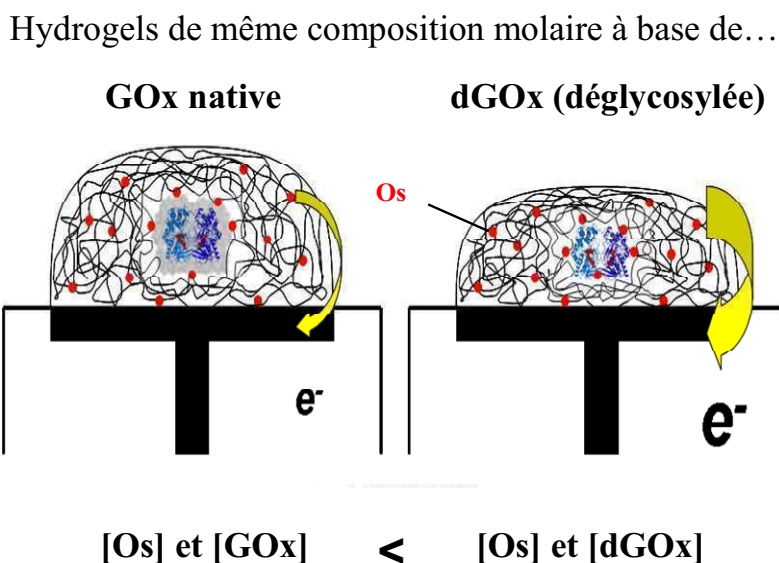 Hydrogels de même composition molaire à base de…
GOx native dGOx (déglycosylée)
Os
e-
e-
[Os] et [GOx] < [Os] et [dGOx]